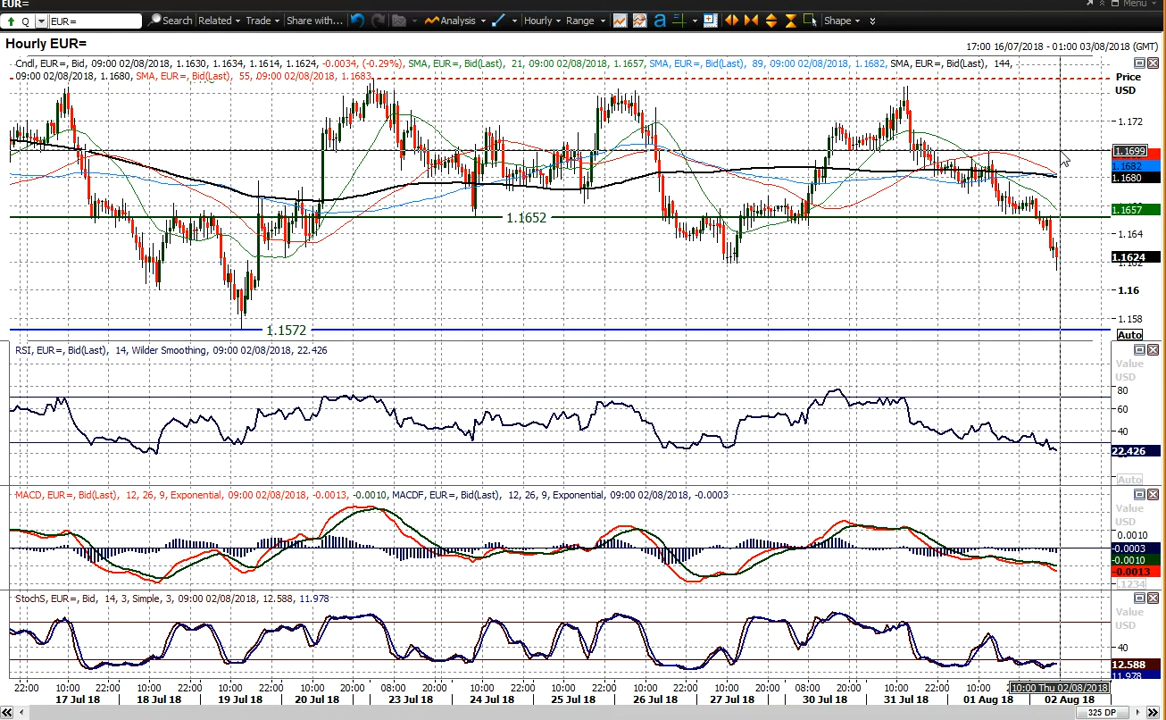 EUR=
Menu
Q EUR= Search Related Trade Share with... Analysis Hourly Range a Shape
Hourly EUR=
17:00 16/07/2018 - 01:00 03/08/2018 (GMT)
Cndl, EUR=, Bid, 09:00 02/08/2018, 1.1630, 1.1634, 1.1614, 1.1624, -0.0034, (-0.29%), SMA, EUR=, Bid(Last), 21, 09:00 02/08/2018, 1.1657, SMA, EUR=, Bid(Last), 89, 09:00 02/08/2018, 1.1682, SMA, EUR=, Bid(Last), 144,
09:00 02/08/2018, 1.1680, SMA, EUR=, Bid(Last), 55, 09:00 02/08/2018, 1.1683
Price
USD
1.172
1.1699
1.1682
1.1680
1.1657
1.1652
1.164
1.1624
1.162
1.16
1.158
1.1572
Auto
RSI, EUR=, Bid(Last), 14, Wilder Smoothing, 09:00 02/08/2018, 22.426
Value
USD
80
60
40
22.426
Auto
MACD, EUR=, Bid(Last), 12, 26, 9, Exponential, 09:00 02/08/2018, -0.0013, -0.0010, MACDF, EUR=, Bid(Last), 12, 26, 9, Exponential, 09:00 02/08/2018, -0.0003
Value
USD
0.0010
-0.0003
-0.0010
-0.0013
StochS, EUR=, Bid, 14, 3, Simple, 3, 09:00 02/08/2018, 12.588, 11.978
Value
USD
40
12.588
11.978
22:00 10:00 22:00 10:00 22:00 10:00 22:00 10:00 20:00 08:00 20:00 10:00 22:00 10:00 22:00 10:00 22:00 10:00 20:00 08:00 20:00 10:00 22:00 10:00 10:00 Thu 02/08/2018
17 Jul 18 18 Jul 18 19 Jul 18 20 Jul 18 23 Jul 18 24 Jul 18 25 Jul 18 26 Jul 18 27 Jul 18 30 Jul 18 31 Jul 18 01 Aug 18 02 Aug 18
325 DP